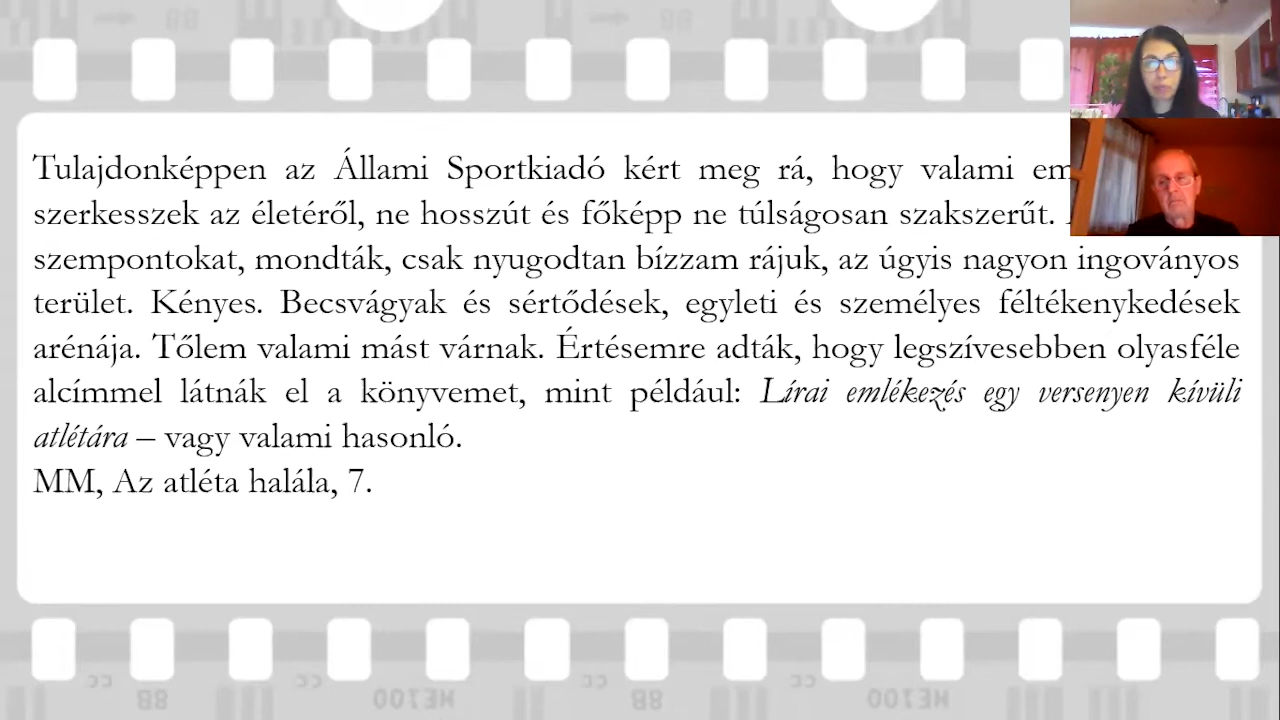 Tulajdonképpen az Állami Sportkiadó kért meg rá, hogy valami
szerkesszek az életéről, ne hosszút és főképp ne túlságosan szakszerűt.
szempontokat, mondták, csak nyugodtan bízzam rájuk, az úgyis nagyon ingoványos
terület. Kényes. Becsvágyak és sértődések, egyleti és személyes féltékenykedések
arénája. Tőlem valami mást várnak. Értésemre adták, hogy legszívesebben olyasféle
alcímmel látnák el a könyvemet, mint például: Lírai emlékezés egy versenyen kívüli
atlétára – vagy valami hasonló.
MM, Az atléta halála, 7.